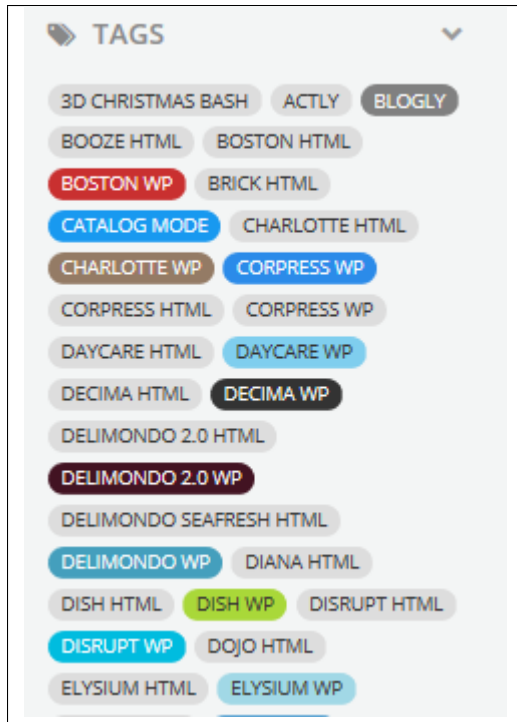 TAGS
3D CHRISTMAS BASH ACTLY BLOGLY
BOOZE HTML BOSTON HTML
BOSTON WP BRICK HTML
CATALOG MODE CHARLOTTE HTML
CHARLOTTE WP CORPRESS WP
CORPRESS HTML CORPRESS WP
DAYCARE HTML DAYCARE WP
DECIMA HTML DECIMA WP
DELIMONDO 2.0 HTML
DELIMONDO 2.0 WP
DELIMONDO SEAFRESH HTML
DELIMONDO WP DIANA HTML
DISH HTML DISH WP DISRUPT HTML
DISRUPT WP DOJO HTML
ELYSIUM HTML ELYSIUM WP